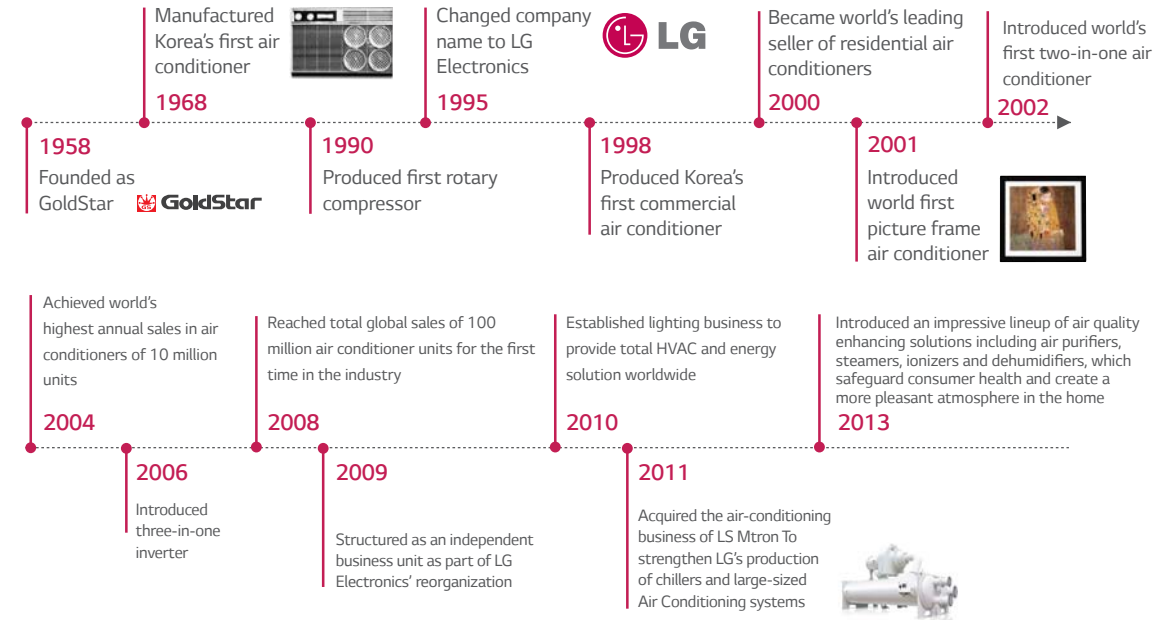 Manufactured
Korea's first air
conditioner
1968
Changed company
name to LG
Electronics
1995
LG
Became world's leading
seller of residential air
conditioners
2000
Introduced world's
first two-in-one air
conditioner
2002
1958
Founded as
GoldStar
GS GoldStar
1990
Produced first rotary
compressor
1998
Produced Korea's
first commercial
air conditioner
2001
Introduced
world first
picture frame
air conditioner
Achieved world's
highest annual sales in air
conditioners of 10 million
units
2004
Reached total global sales of 100
million air conditioner units for the first
time in the industry
2008
Established lighting business to
provide total HVAC and energy
solution worldwide
2010
Introduced an impressive lineup of air quality
enhancing solutions including air purifiers,
steamers, ionizers and dehumidifiers, which
safeguard consumer health and create a
more pleasant atmosphere in the home
2013
2006
Introduced
three-in-one
inverter
2009
Structured as an independent
business unit as part of LG
Electronics' reorganization
2011
Acquired the air-conditioning
business of LS Mtron To
strengthen LG's production
of chillers and large-sized
Air Conditioning systems